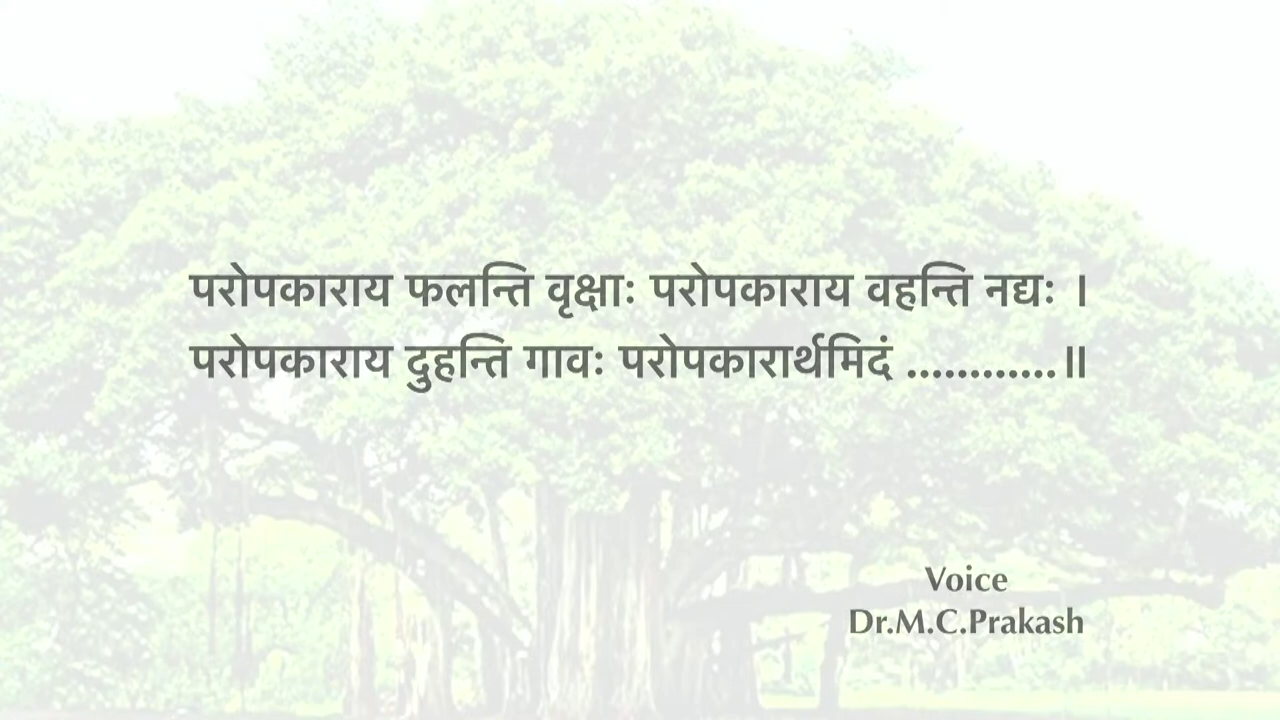 परोपकाराय फलन्ति वृक्षाः परोपकाराय वहन्ति नद्यः ।
परोपकाराय दुहन्ति गावः परोपकारार्थमिदं ............॥
Voice
Dr.M.C.Prakash